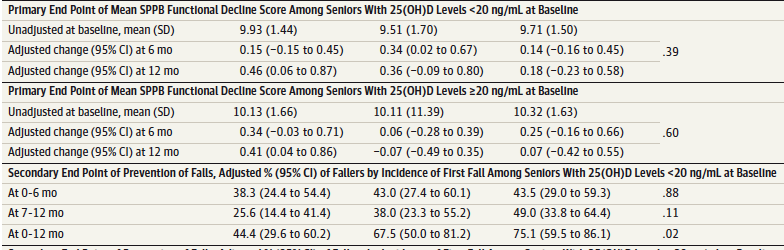 Primary End Point of Mean SPPB Functional Decline Score Among Seniors With 25(OH)D Levels <20 ng/mL at Baseline
Unadjusted at baseline, mean (SD) 9.93 (1.44) 9.51 (1.70) 9.71 (1.50)
Adjusted change (95% CI) at 6 mo 0.15 (−0.15 to 0.45) 0.34 (0.02 to 0.67) 0.14 (−0.16 to 0.45)
.39
Adjusted change (95% CI) at 12 mo 0.46 (0.06 to 0.87) 0.36 (−0.09 to 0.80) 0.18 (−0.23 to 0.58)
Primary End Point of Mean SPPB Functional Decline Score Among Seniors With 25(OH)D Levels ≥20 ng/mL at Baseline
Unadjusted at baseline, mean (SD) 10.13 (1.66) 10.11 (11.39) 10.32 (1.63)
Adjusted change (95% CI) at 6 mo 0.34 (−0.03 to 0.71) 0.06 (−0.28 to 0.39) 0.25 (−0.16 to 0.66)
.60
Adjusted change (95% CI) at 12 mo 0.41 (0.04 to 0.86) −0.07 (−0.49 to 0.35) 0.07 (−0.42 to 0.55)
Secondary End Point of Prevention of Falls, Adjusted % (95% CI) of Fallers by Incidence of First Fall Among Seniors With 25(OH)D Levels <20 ng/mL at Baseline
At 0-6 mo 38.3 (24.4 to 54.4) 43.0 (27.4 to 60.1) 43.5 (29.0 to 59.3) .88
At 7-12 mo 25.6 (14.4 to 41.4) 38.0 (23.3 to 55.2) 49.0 (33.8 to 64.4) .11
At 0-12 mo 44.4 (29.6 to 60.2) 67.5 (50.0 to 81.2) 75.1 (59.5 to 86.1) .02